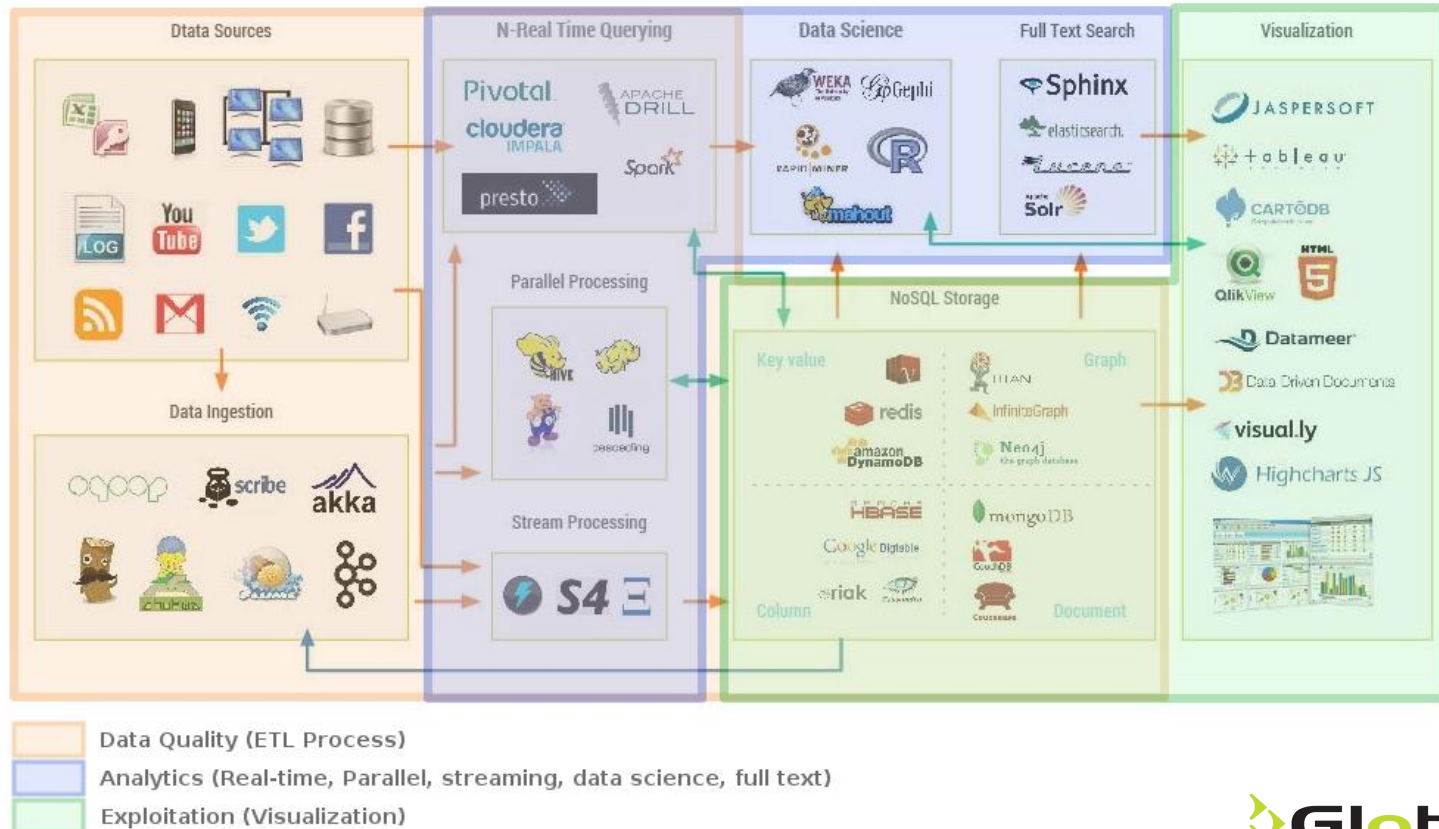 Dtata Sources
N-Real Time Querying
Data Science
Full Text Search
Visualization
LOG
You
Tube
Pivotal
cloudera
IMPALA
APACHE
DRILL
Spark
presto
WEKA
Gephi
RAPID MINER
R
mahout
Sphinx
elasticsearch.
Lucene
Solr
JASPERSOFT
tableau
CARTODB
QlikView
HTML
5
Datameer
D3 Data Driven Documents
visual.ly
Highcharts JS
Data Ingestion
sqoop
scribe
akka
chukwa
Parallel Processing
HIVE
cascading
Stream Processing
S4
NoSQL Storage
Key value
Graph
redis
amazon
DynamoDB
TITAN
InfiniteGraph
Neo4j
the graph database
HBASE
Google Bigtable
riak
Column
mongoDB
CouchDB
Couchbase
Document
Data Quality (ETL Process)
Analytics (Real-time, Parallel, streaming, data science, full text)
Exploitation (Visualization)
Glob